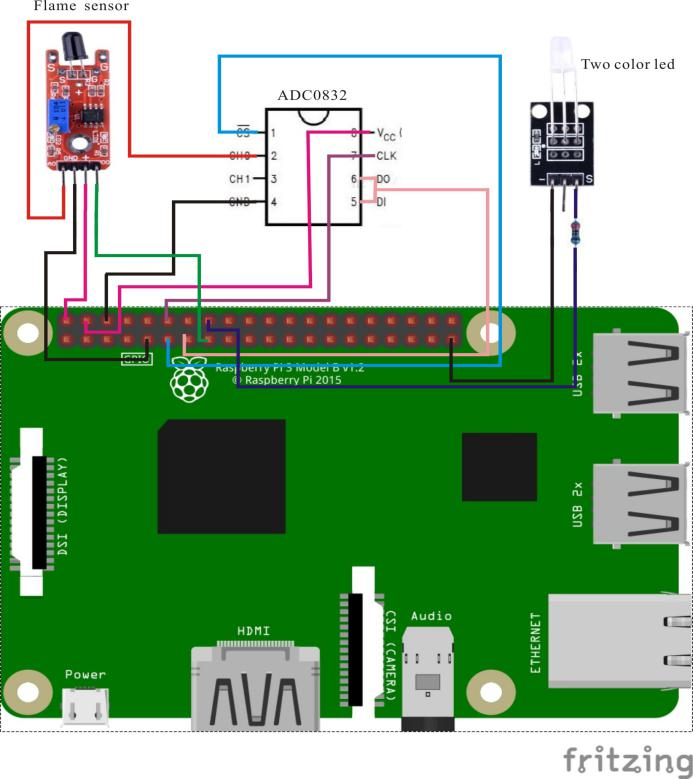 Flame sensor
Two color led
ADC0832
CS
1
8
VCC (
CH0
2
7
CLK
CH1
3
6
DO
GND
4
5
DI
S
G
S
GND
+
-
S
GPIO
Raspberry Pi 3 Model B v1.2
© Raspberry Pi 2015
USB 2x
DSI (DISPLAY)
USB 2x
ETHERNET
CSI (CAMERA)
Audio
HDMI
Power
fritzing